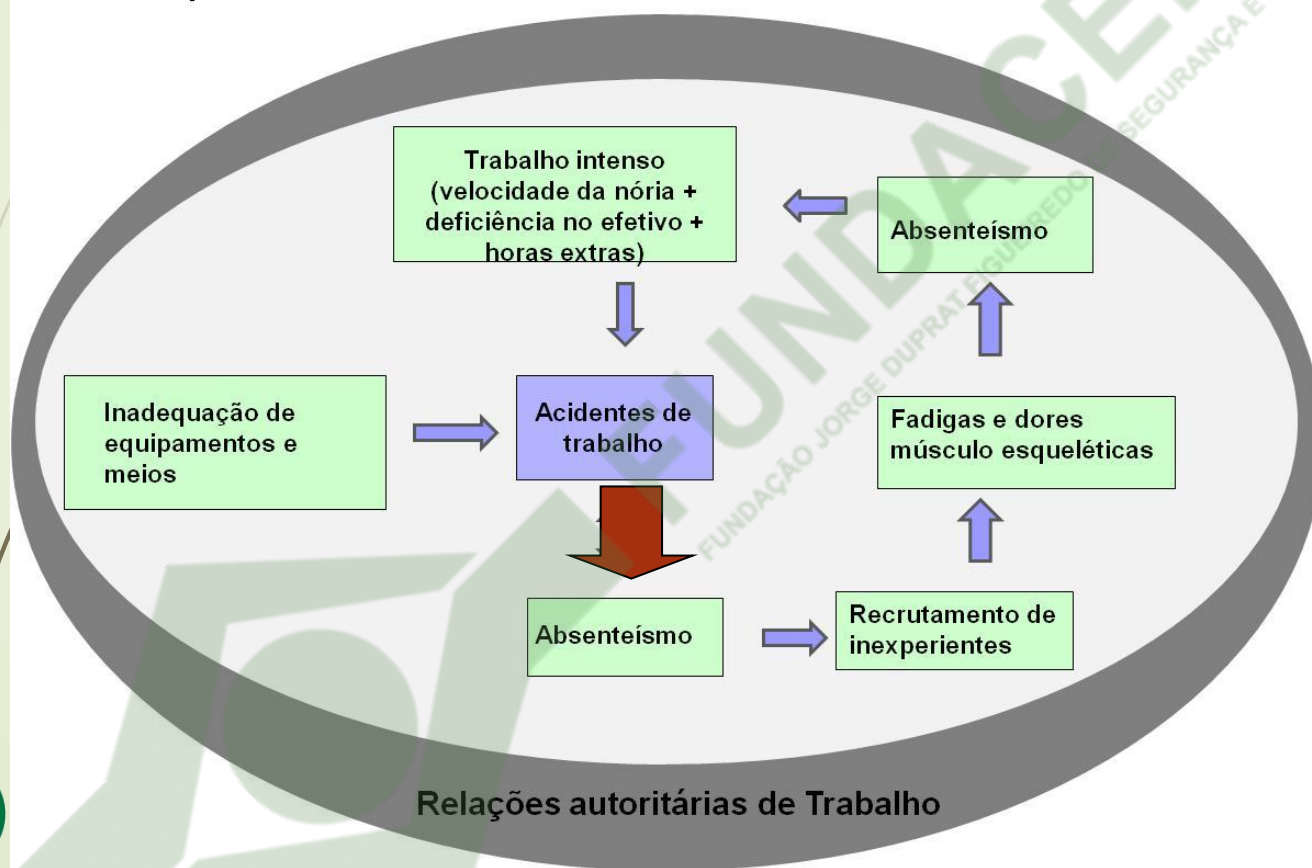 Trabalho intenso
(velocidade da nória +
deficiência no efetivo +
horas extras)
Absenteísmo
Inadequação de
equipamentos e
meios
Acidentes de
trabalho
Fadigas e dores
músculo esqueléticas
Absenteísmo
Recrutamento de
inexperientes
Relações autoritárias de Trabalho
FUNDACE
FUNDAÇÃO JORGE DUPRAT FIGUEIREDO DE SEGURANÇA E